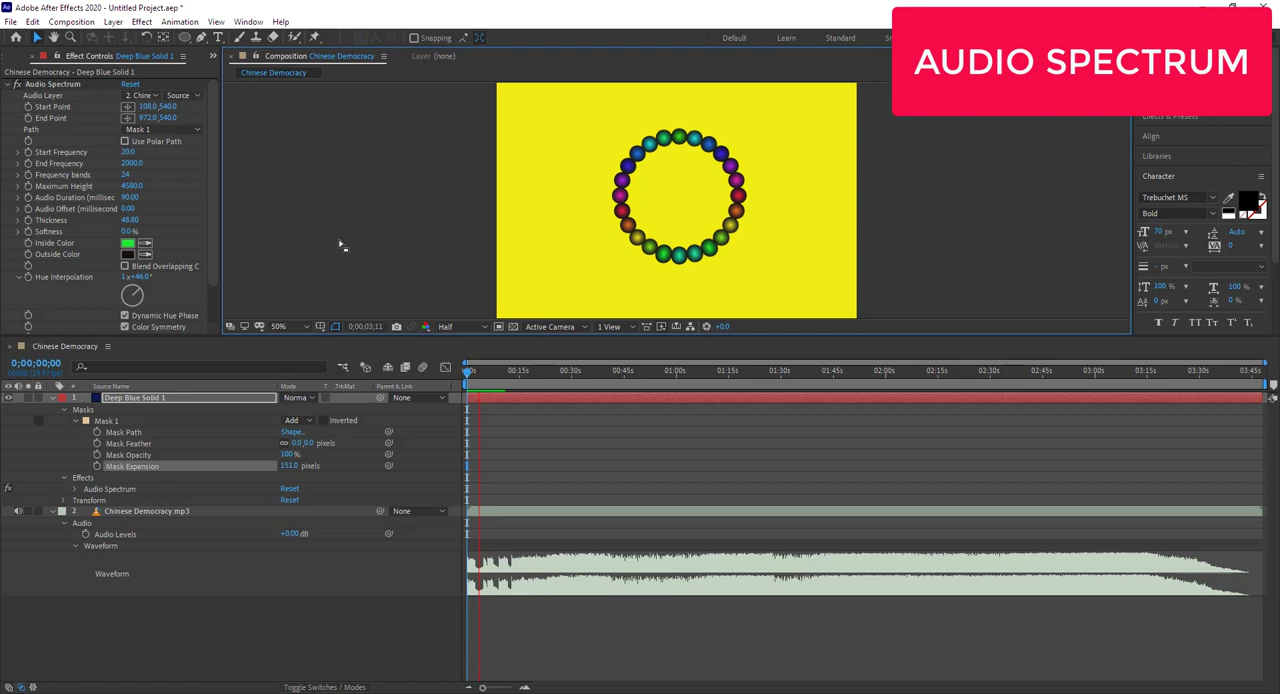 Adobe After Effects 2020 - Untitled Project.aep *
File Edit Composition Layer Effect Animation View Window Help
Snapping
Default Learn Standard
AUDIO SPECTRUM
Effect Controls Deep Blue Solid 1
Composition Chinese Democracy
Layer (none)
Chinese Democracy • Deep Blue Solid 1
Chinese Democracy
Audio Spectrum Reset
Audio Layer 2. Chine Source
Start Point 108.0,540.0
End Point 972.0,540.0
Path Mask 1
Use Polar Path
Start Frequency 20.0
End Frequency 2000.0
Frequency bands 24
Maximum Height 4580.0
Audio Duration (millisec 90.00
Audio Offset (millisecond 0.00
Thickness 48.80
Softness 0.0 %
Inside Color
Outside Color
Blend Overlapping C
Hue Interpolation 1x+46.0°
Dynamic Hue Phase
Color Symmetry
Effects & Presets
Align
Libraries
Character
Trebuchet MS
Bold
70 px Auto
Metrics 0
- px
100 % 100 %
0 px 0 %
T T TT Tt T T
50% 0;00;03;11 Half Active Camera 1 View +0.0
Chinese Democracy
0;00;00;00
00000 (29.97 fps)
:00s 00:15s 00:30s 00:45s 01:00s 01:15s 01:30s 01:45s 02:00s 02:15s 02:30s 02:45s 03:00s 03:15s 03:30s 03:45s
# Source Name Mode T TrkMat Parent & Link
1 Deep Blue Solid 1 Norma None
Masks
Mask 1 Add Inverted
Mask Path Shape...
Mask Feather 0.0,0.0 pixels
Mask Opacity 100 %
Mask Expansion 151.0 pixels
Effects
fx Audio Spectrum Reset
Transform Reset
2 Chinese Democracy.mp3 None
Audio
Audio Levels +0.00 dB
Waveform
Waveform
Toggle Switches / Modes